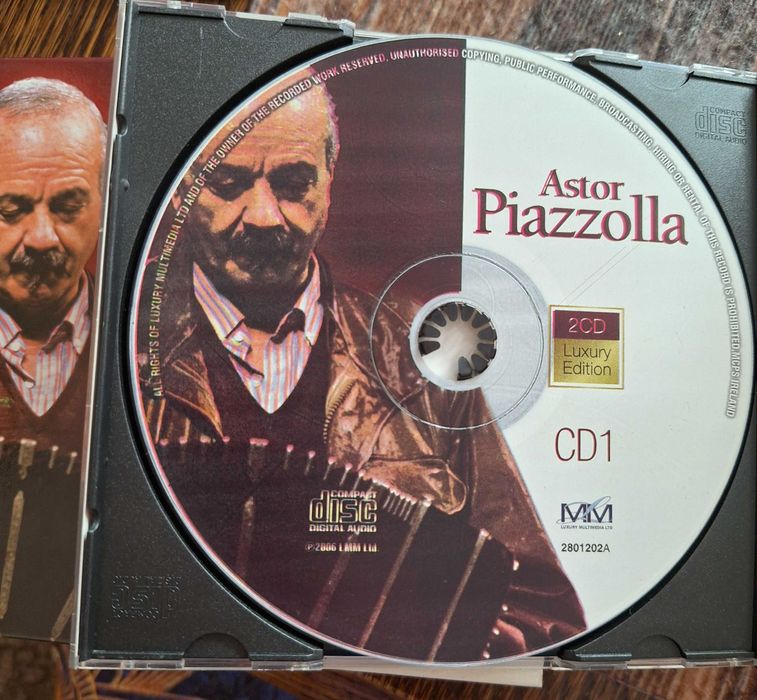 ALL RIGHTS OF LUXURY MULTIMEDIA LTD AND OF THE OWNER OF THE RECORDED WORK RESERVED. UNAUTHORISED COPYING, PUBLIC PERFORMANCE, BROADCASTING, HIRING OR RENTAL OF THIS RECORD IS PROHIBITED. MCPS IRELAND
Astor
Piazzolla
2CD
Luxury
Edition
CD1
MM
LUXURY MULTIMEDIA LTD
2801202A
COMPACT
disc
DIGITAL AUDIO
℗2006 LMM Ltd.
COMPACT
disc
DIGITAL AUDIO